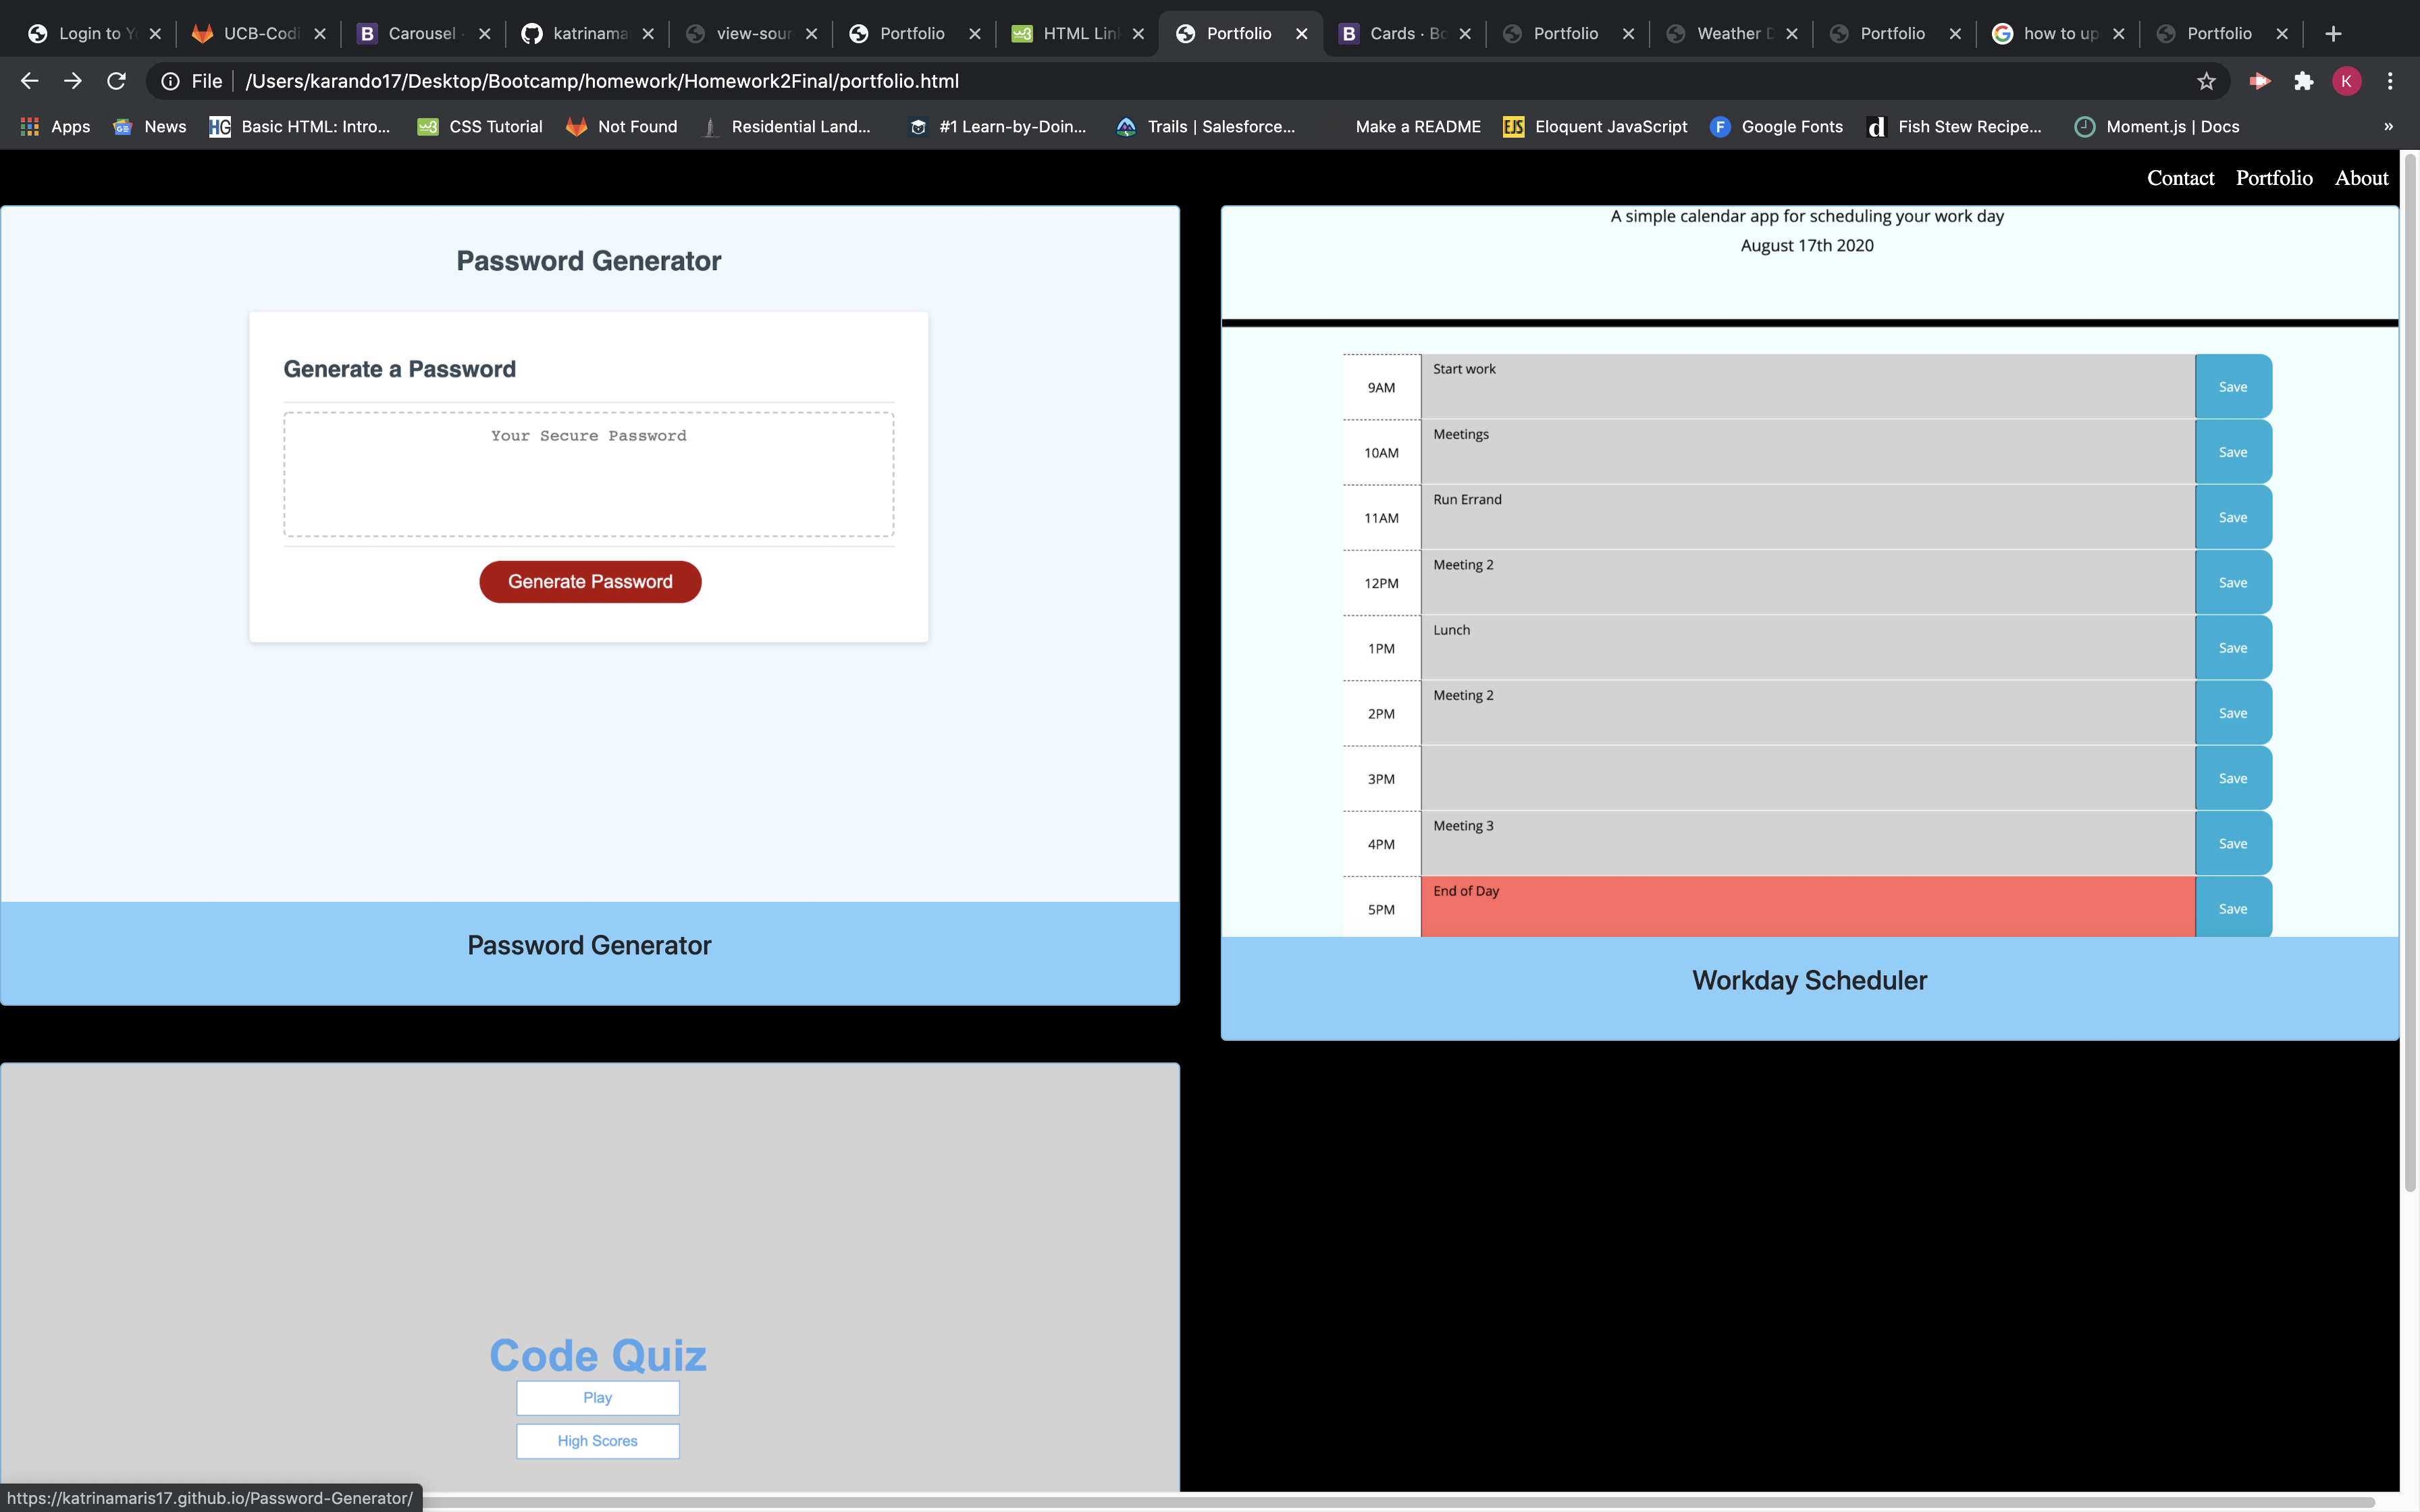 Login to Y
UCB-Codi
Carousel
katrinama
view-sour
Portfolio
HTML Link
Portfolio
Cards · Bo
Portfolio
Weather D
Portfolio
how to up
Portfolio
File
/Users/karando17/Desktop/Bootcamp/homework/Homework2Final/portfolio.html
K
Apps
News
HG Basic HTML: Intro...
w3 CSS Tutorial
Not Found
Residential Land...
#1 Learn-by-Doin...
Trails | Salesforce...
Make a README
EJS Eloquent JavaScript
F Google Fonts
d Fish Stew Recipe...
Moment.js | Docs
»
Contact Portfolio About
Password Generator
Generate a Password
Your Secure Password
Generate Password
Password Generator
A simple calendar app for scheduling your work day
August 17th 2020
9AM Start work Save
10AM Meetings Save
11AM Run Errand Save
12PM Meeting 2 Save
1PM Lunch Save
2PM Meeting 2 Save
3PM Save
4PM Meeting 3 Save
5PM End of Day Save
Workday Scheduler
Code Quiz
Play
High Scores
https://katrinamaris17.github.io/Password-Generator/